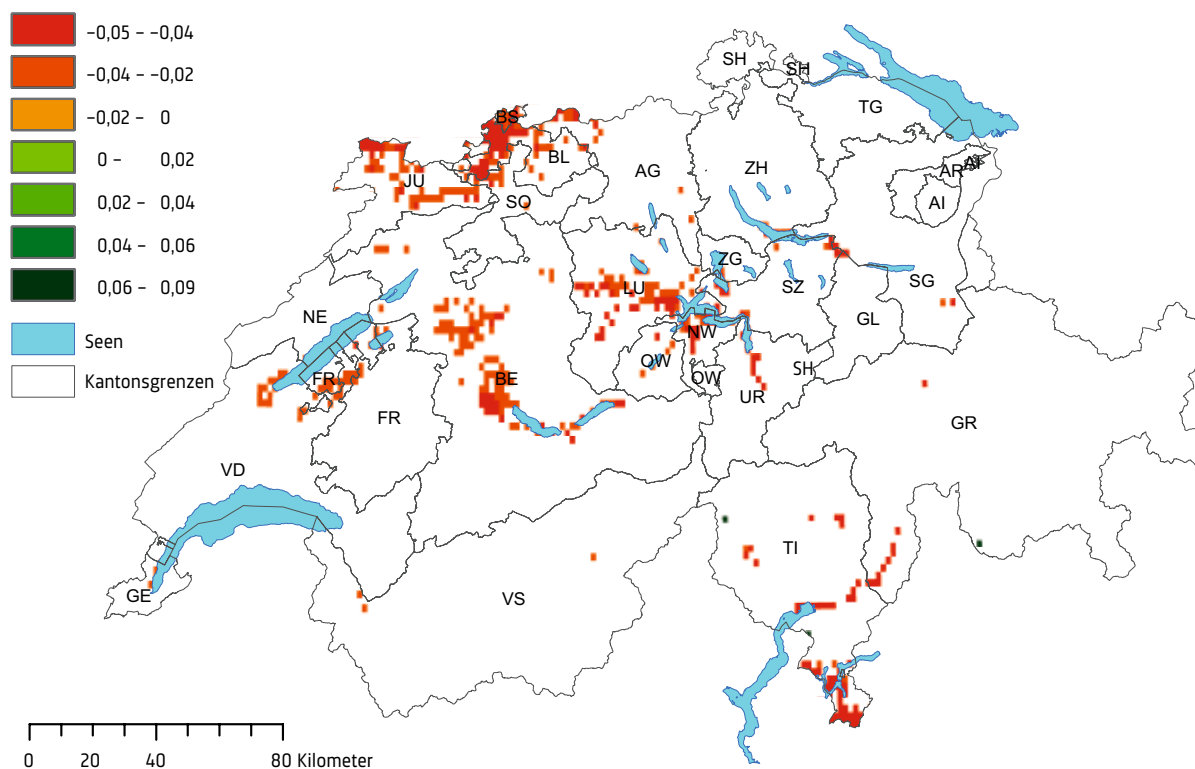 −0,05 – −0,04
−0,04 – −0,02
−0,02 – 0
0 – 0,02
0,02 – 0,04
0,04 – 0,06
0,06 – 0,09
Seen
Kantonsgrenzen
SH
SH
TG
BS
BL
AG
ZH
AR
AI
AI
JU
SO
ZG
LU
SZ
SG
NE
NW
GL
OW
OW
SH
UR
FR
BE
FR
GR
VD
TI
GE
VS
0 20 40 80 Kilometer